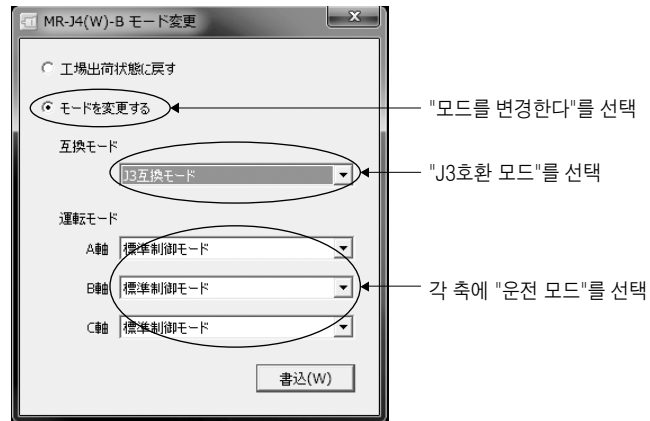 MR-J4(W)-B モード変更
工場出荷状態に戻す
モードを変更する
"모드를 변경한다"를 선택
互換モード
J3互換モード
"J3호환 모드"를 선택
運転モード
A軸 標準制御モード
B軸 標準制御モード
각 축에 "운전 모드"를 선택
C軸 標準制御モード
書込(W)